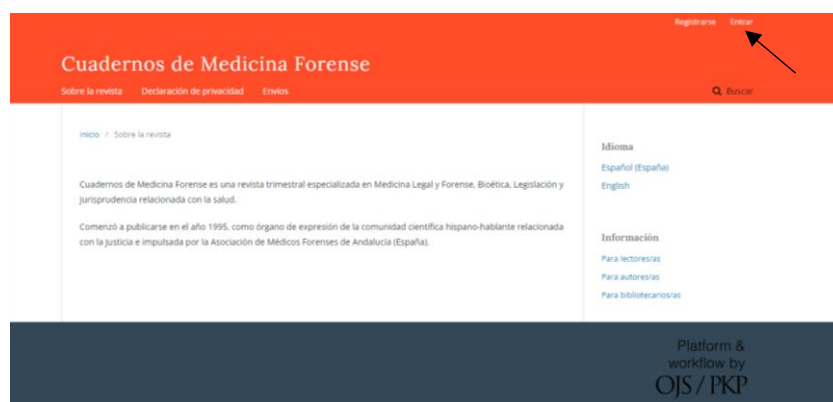 Registrarse Entrar
Cuadernos de Medicina Forense
Sobre la revista Declaración de privacidad Envíos
Buscar
Inicio / Sobre la revista
Cuadernos de Medicina Forense es una revista trimestral especializada en Medicina Legal y Forense, Bioética, Legislación y
Jurisprudencia relacionada con la salud.
Comenzó a publicarse en el año 1995, como órgano de expresión de la comunidad científica hispano-hablante relacionada
con la Justicia e impulsada por la Asociación de Médicos Forenses de Andalucía (España).
Idioma
Español (España)
English
Información
Para lectores/as
Para autores/as
Para bibliotecarios/as
Platform &
workflow by
OJS / PKP